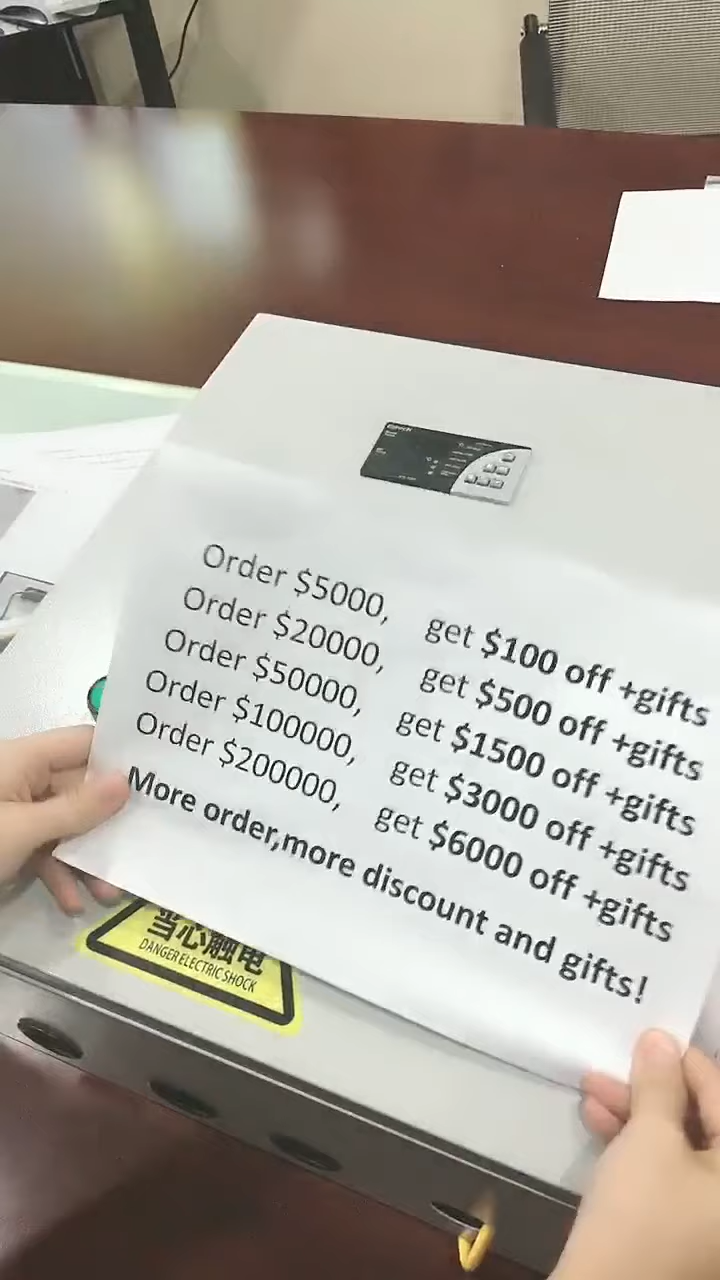 Order $5000, get $100 off +gifts
Order $20000, get $500 off +gifts
Order $50000, get $1500 off +gifts
Order $100000, get $3000 off +gifts
Order $200000, get $6000 off +gifts
More order,more discount and gifts!
当心触电
DANGER ELECTRIC SHOCK